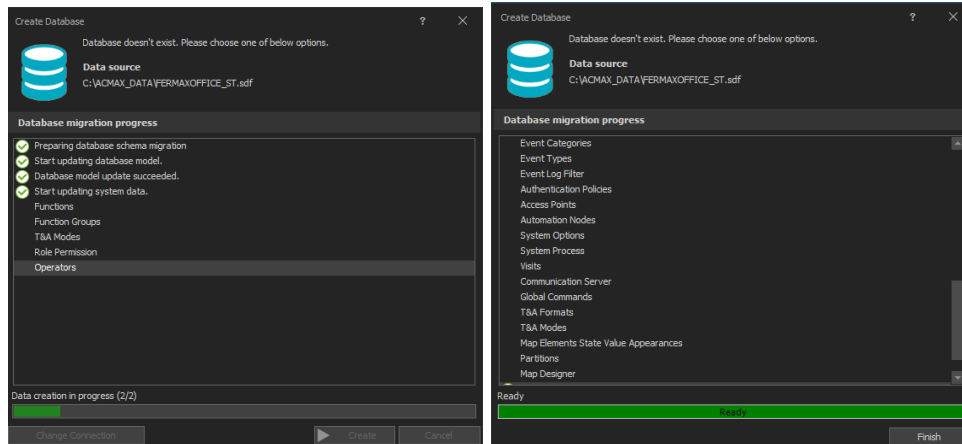 Create Database
?
Database doesn't exist. Please choose one of below options.
Data source
C:\ACMAX_DATA\FERMAXOFFICE_ST.sdf
Database migration progress
Preparing database schema migration
Start updating database model.
Database model update succeeded.
Start updating system data.
Functions
Function Groups
T&A Modes
Role Permission
Operators
Data creation in progress (2/2)
Change Connection
Create
Cancel
Create Database
?
Database doesn't exist. Please choose one of below options.
Data source
C:\ACMAX_DATA\FERMAXOFFICE_ST.sdf
Database migration progress
Event Categories
Event Types
Event Log Filter
Authentication Policies
Access Points
Automation Nodes
System Options
System Process
Visits
Communication Server
Global Commands
T&A Formats
T&A Modes
Map Elements State Value Appearances
Partitions
Map Designer
Ready
Ready
Finish